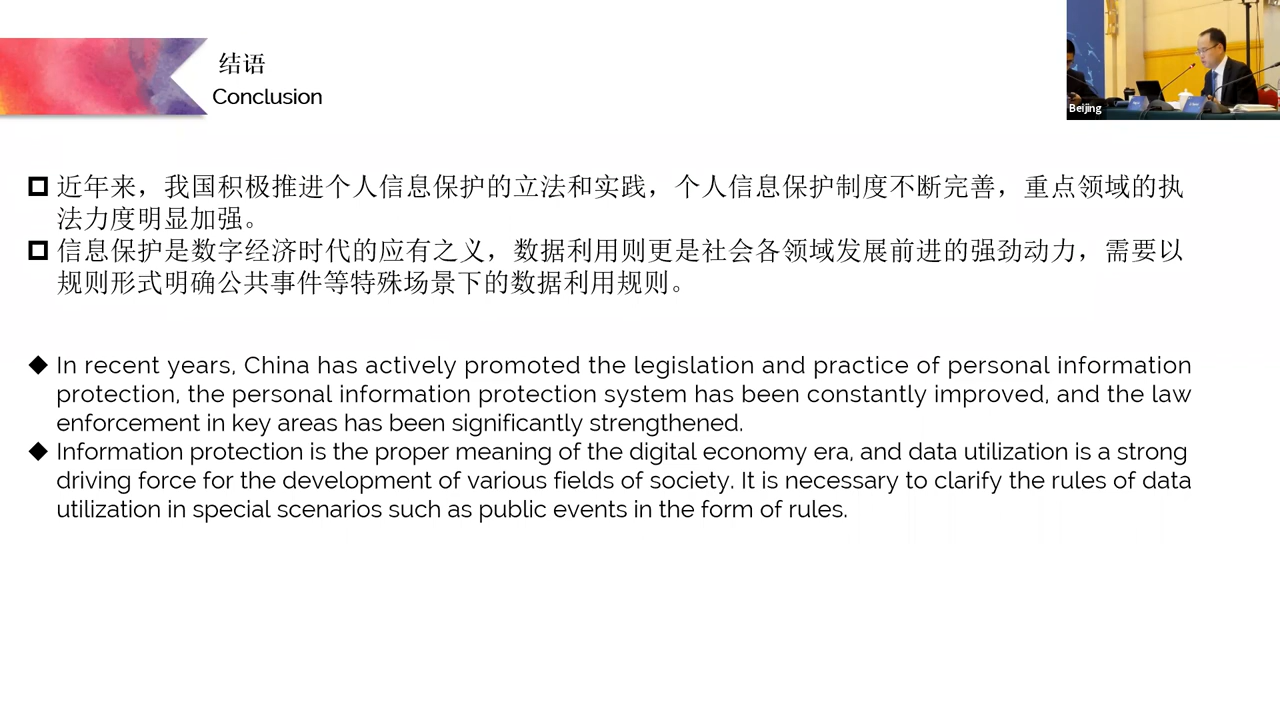 结语
Conclusion
Beijing
近年来，我国积极推进个人信息保护的立法和实践，个人信息保护制度不断完善，重点领域的执
法力度明显加强。
信息保护是数字经济时代的应有之义，数据利用则更是社会各领域发展前进的强劲动力，需要以
规则形式明确公共事件等特殊场景下的数据利用规则。
In recent years, China has actively promoted the legislation and practice of personal information
protection, the personal information protection system has been constantly improved, and the law
enforcement in key areas has been significantly strengthened.
Information protection is the proper meaning of the digital economy era, and data utilization is a strong
driving force for the development of various fields of society. It is necessary to clarify the rules of data
utilization in special scenarios such as public events in the form of rules.